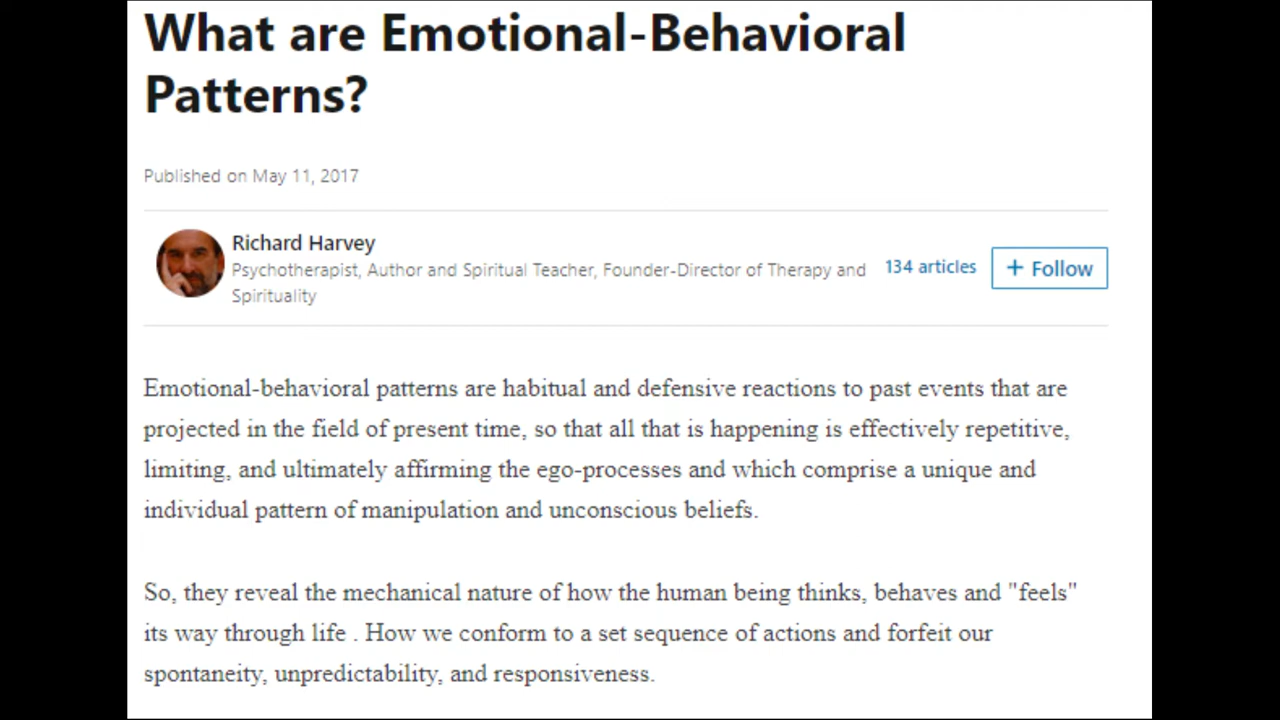 What are Emotional-Behavioral
Patterns?
Published on May 11, 2017
Richard Harvey
Psychotherapist, Author and Spiritual Teacher, Founder-Director of Therapy and
Spirituality
134 articles
+ Follow
Emotional-behavioral patterns are habitual and defensive reactions to past events that are
projected in the field of present time, so that all that is happening is effectively repetitive,
limiting, and ultimately affirming the ego-processes and which comprise a unique and
individual pattern of manipulation and unconscious beliefs.
So, they reveal the mechanical nature of how the human being thinks, behaves and "feels"
its way through life . How we conform to a set sequence of actions and forfeit our
spontaneity, unpredictability, and responsiveness.